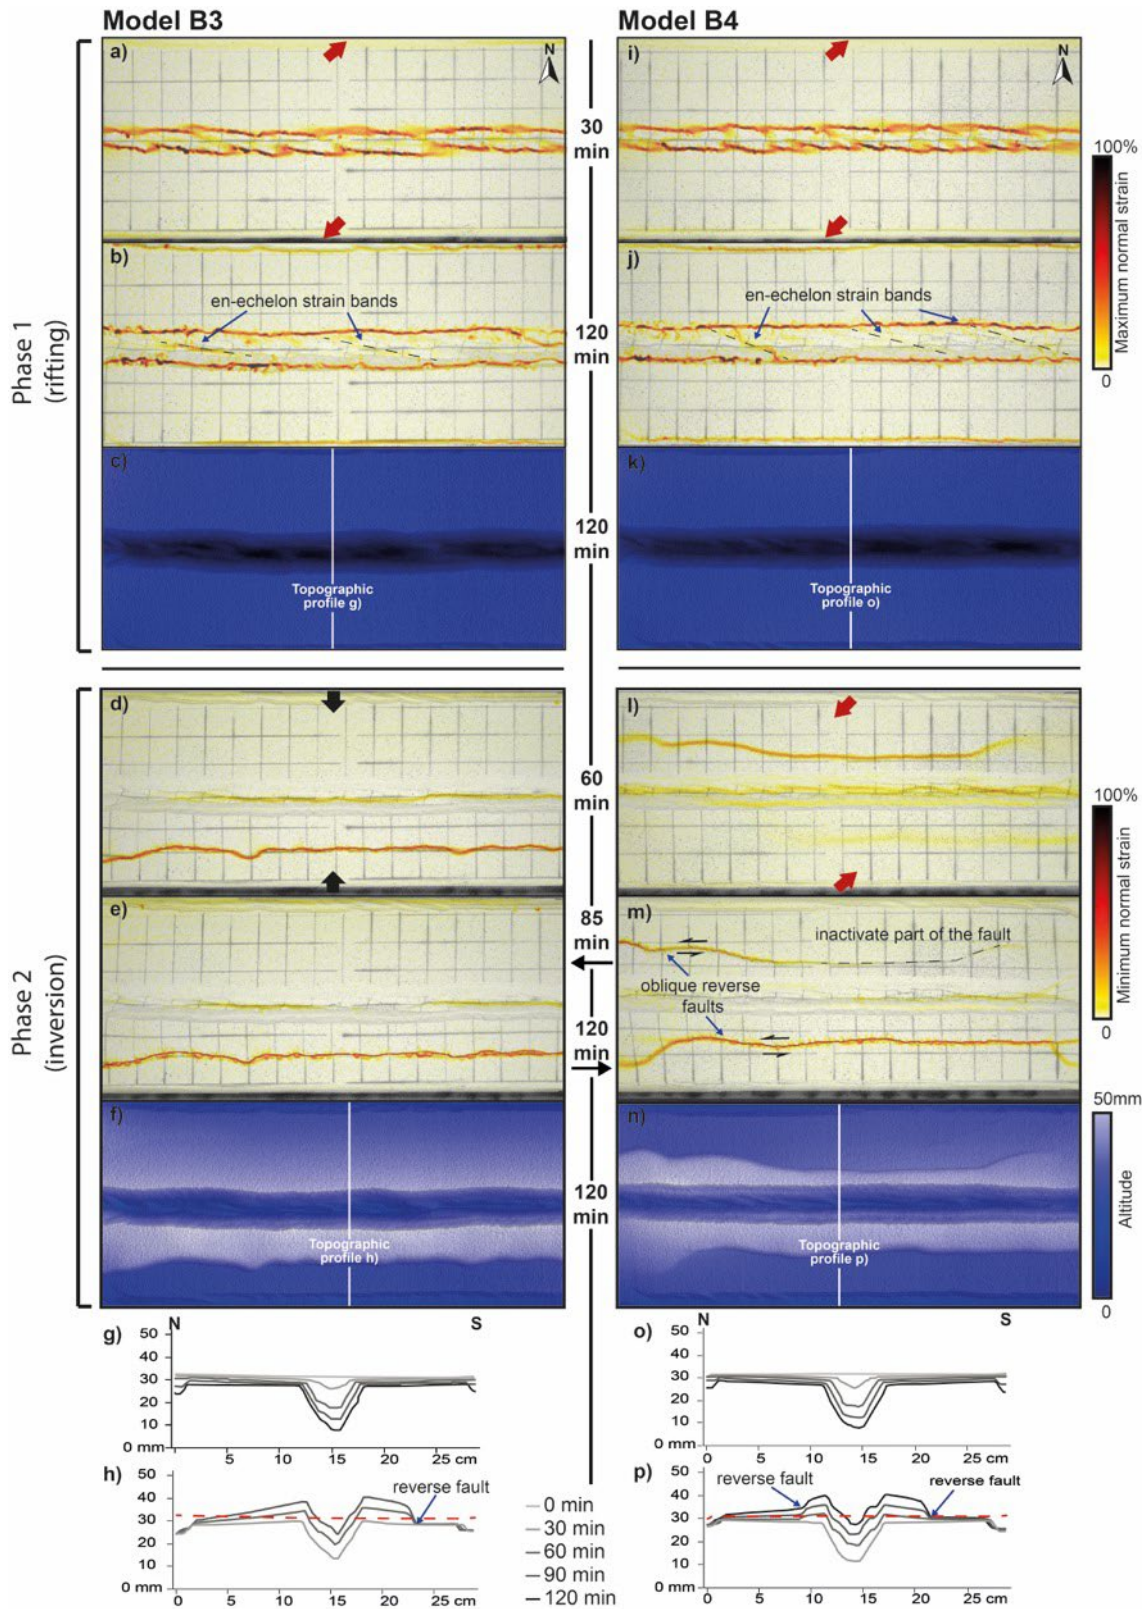 Model B3
Model B4
a)
N
i)
N
30
min
100%
Maximum normal strain
0
b)
en-echelon strain bands
j)
en-echelon strain bands
120
min
Phase 1
(rifting)
c)
Topographic
profile g)
k)
Topographic
profile o)
120
min
d)
l)
60
min
100%
Minimum normal strain
0
e)
85
min
m)
inactivate part of the fault
oblique reverse
faults
120
min
Phase 2
(inversion)
f)
Topographic
profile h)
n)
Topographic
profile p)
120
min
50mm
Altitude
0
N
S
g)
50
40
30
20
10
0 mm
5
10
15
20
25 cm
N
S
o)
50
40
30
20
10
0 mm
5
10
15
20
25 cm
h)
50
40
30
20
10
0 mm
reverse fault
0
5
10
15
20
25 cm
0 min
30 min
60 min
90 min
120 min
p)
50
40
30
20
10
0 mm
reverse fault
reverse fault
0
5
10
15
20
25 cm